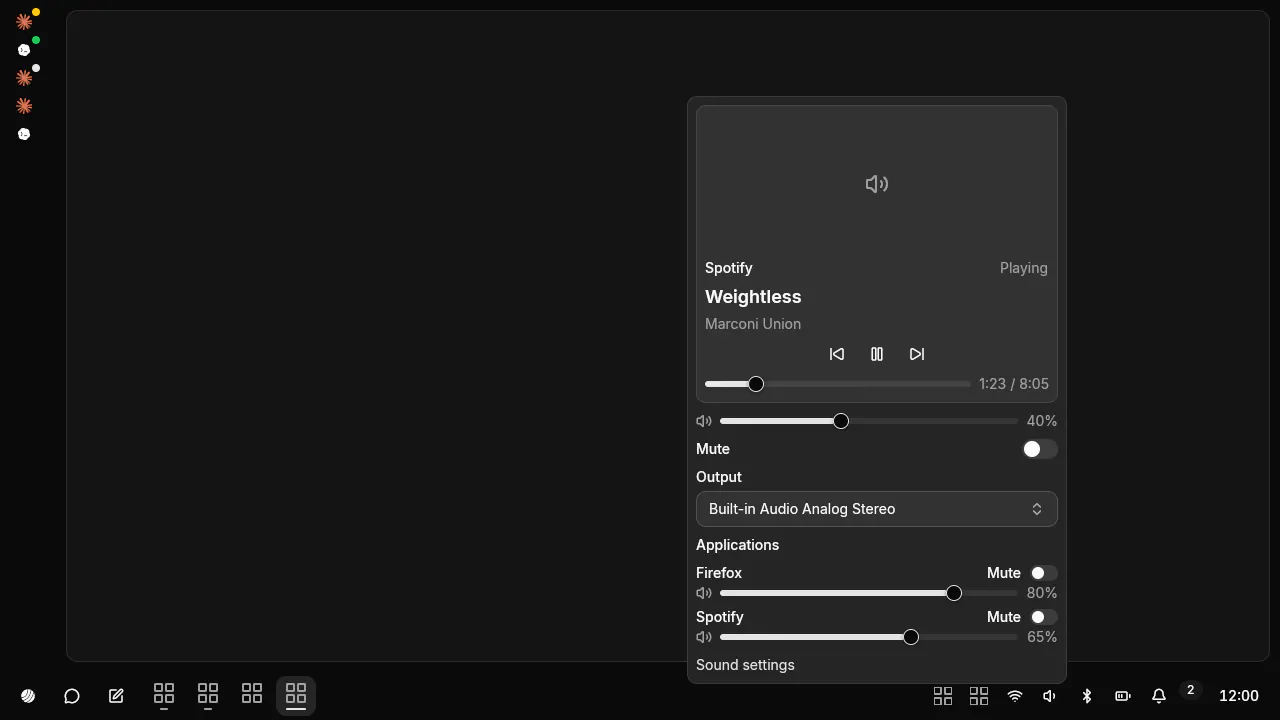 Spotify Playing
Weightless
Marconi Union
1:23 / 8:05
40%
Mute
Output
Built-in Audio Analog Stereo
Applications
Firefox Mute
80%
Spotify Mute
65%
Sound settings
2 12:00